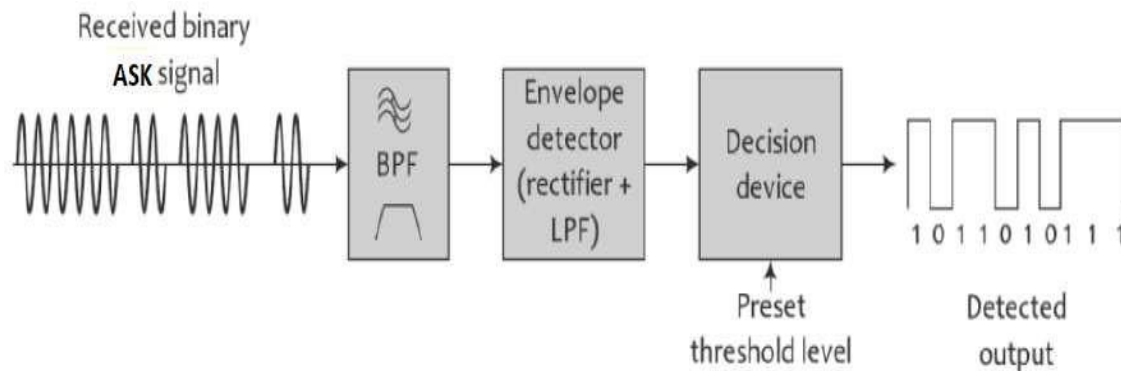 Received binary
ASK signal
BPF
Envelope
detector
(rectifier +
LPF)
Decision
device
Preset
threshold level
1 0 1 1 0 1 0 1 1 1
Detected
output